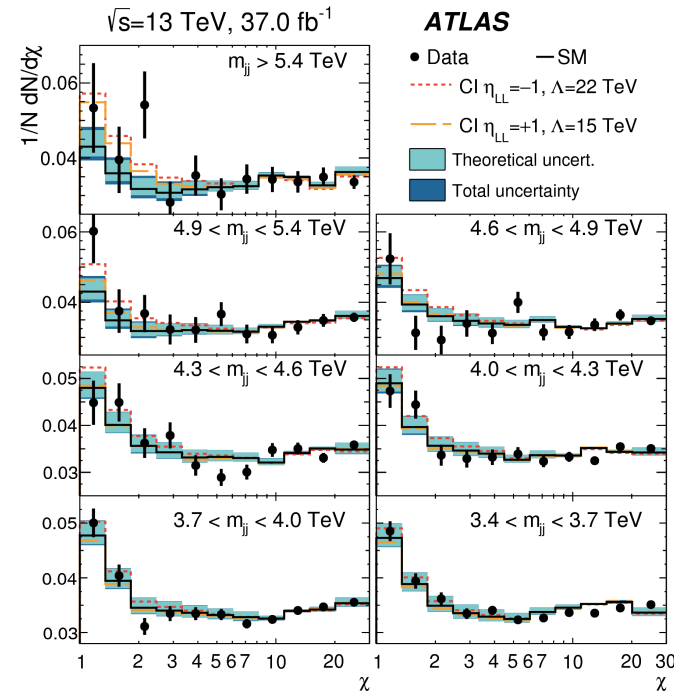 √s=13 TeV, 37.0 fb⁻¹
ATLAS
Data
SM
CI η_LL=−1, Λ=22 TeV
CI η_LL=+1, Λ=15 TeV
Theoretical uncert.
Total uncertainty
1/N dN/dχ
m_jj > 5.4 TeV
0.06
0.04
4.9 < m_jj < 5.4 TeV
0.06
0.04
4.6 < m_jj < 4.9 TeV
4.3 < m_jj < 4.6 TeV
0.05
0.04
0.03
4.0 < m_jj < 4.3 TeV
3.7 < m_jj < 4.0 TeV
0.05
0.04
0.03
3.4 < m_jj < 3.7 TeV
1 2 3 4 5 6 7 10 20
χ
1 2 3 4 5 6 7 10 20 30
χ